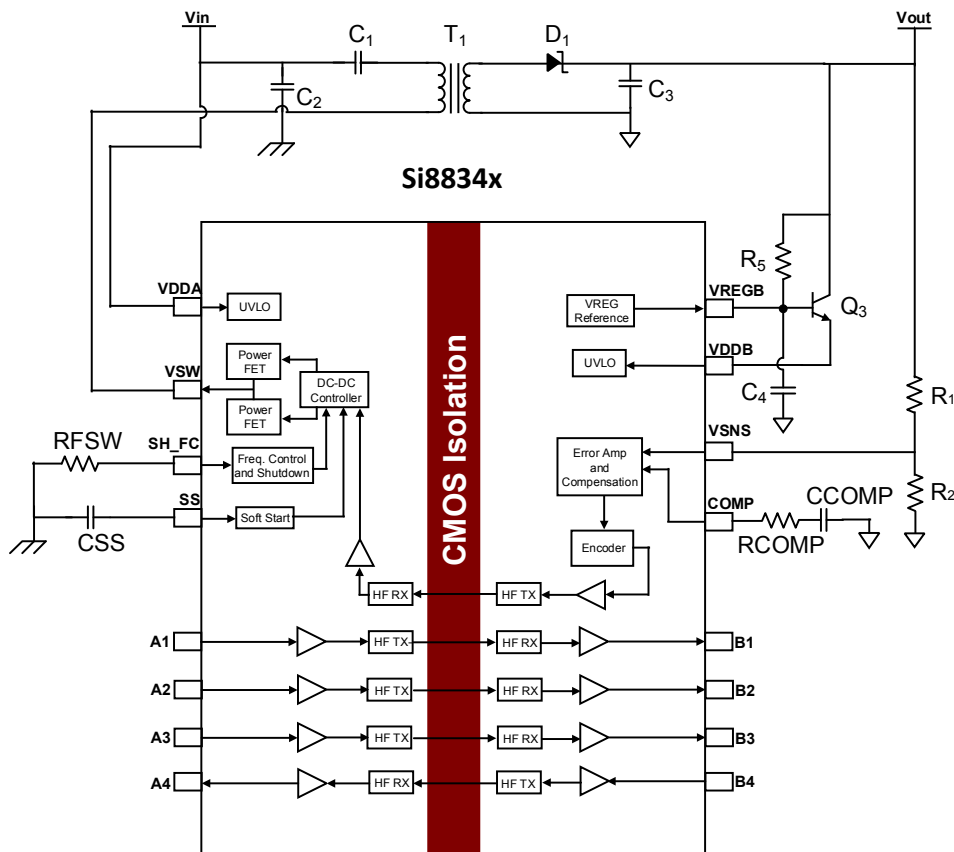 Vin
Vout
C1
T1
D1
C2
C3
Si8834x
R5
VREGB
Q3
VDDA
UVLO
VREG
Reference
VDDB
UVLO
Power
FET
VSW
DC-DC
Controller
C4
Power
FET
R1
RFSW
SH_FC
VSNS
Freq. Control
and Shutdown
Error Amp
and
Compensation
SS
R2
Soft Start
COMP
CCOMP
CSS
RCOMP
Encoder
CMOS Isolation
HF RX
HF TX
A1
HF TX
HF RX
B1
A2
HF TX
HF RX
B2
A3
HF TX
HF RX
B3
A4
HF RX
HF TX
B4